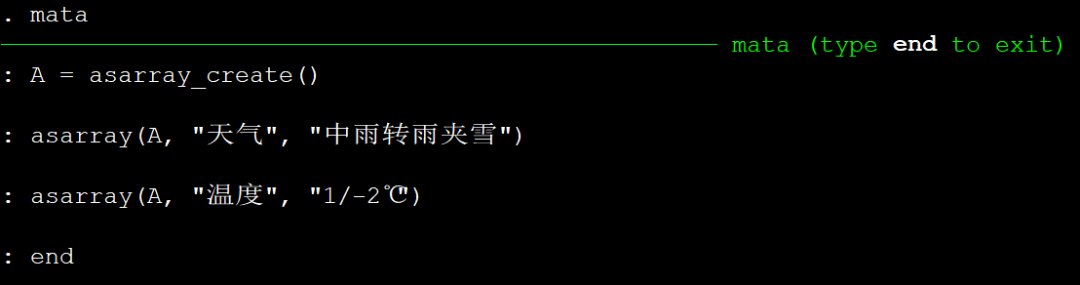 . mata
mata (type end to exit)
: A = asarray_create()
: asarray(A, "天气", "中雨转雨夹雪")
: asarray(A, "温度", "1/-2℃")
: end